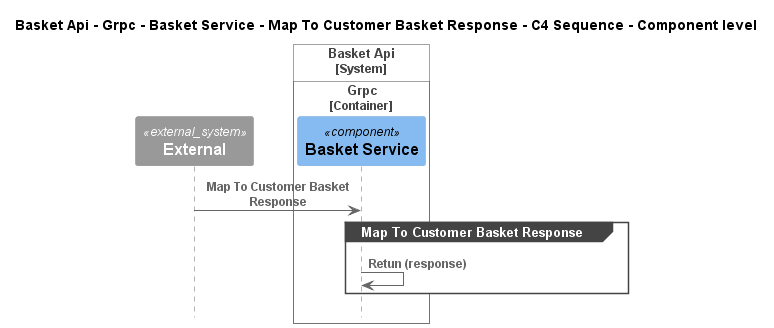 Basket Api - Grpc - Basket Service - Map To Customer Basket Response - C4 Sequence - Component level
Basket Api
[System]
Grpc
[Container]
«external_system»
External
«component»
Basket Service
Map To Customer Basket
Response
Map To Customer Basket Response
Retun (response)